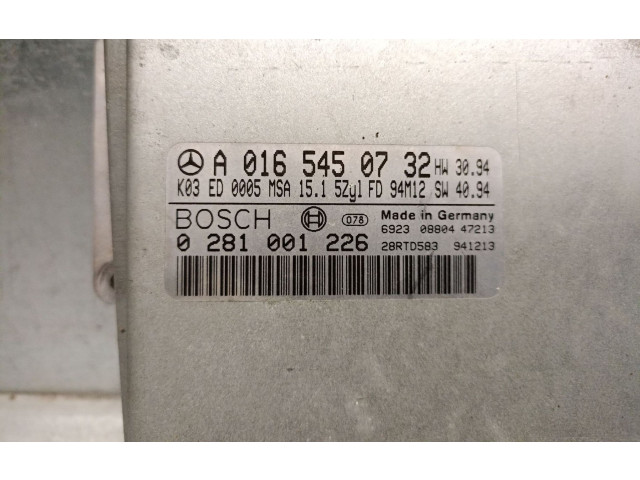 A 016 545 07 32 HW 30.94
K03 ED 0005 MSA 15.1 5Zyl FD 94M12 SW 40.94
BOSCH 078 Made in Germany
6923 08804 47213
0 281 001 226 28RTD583 941213